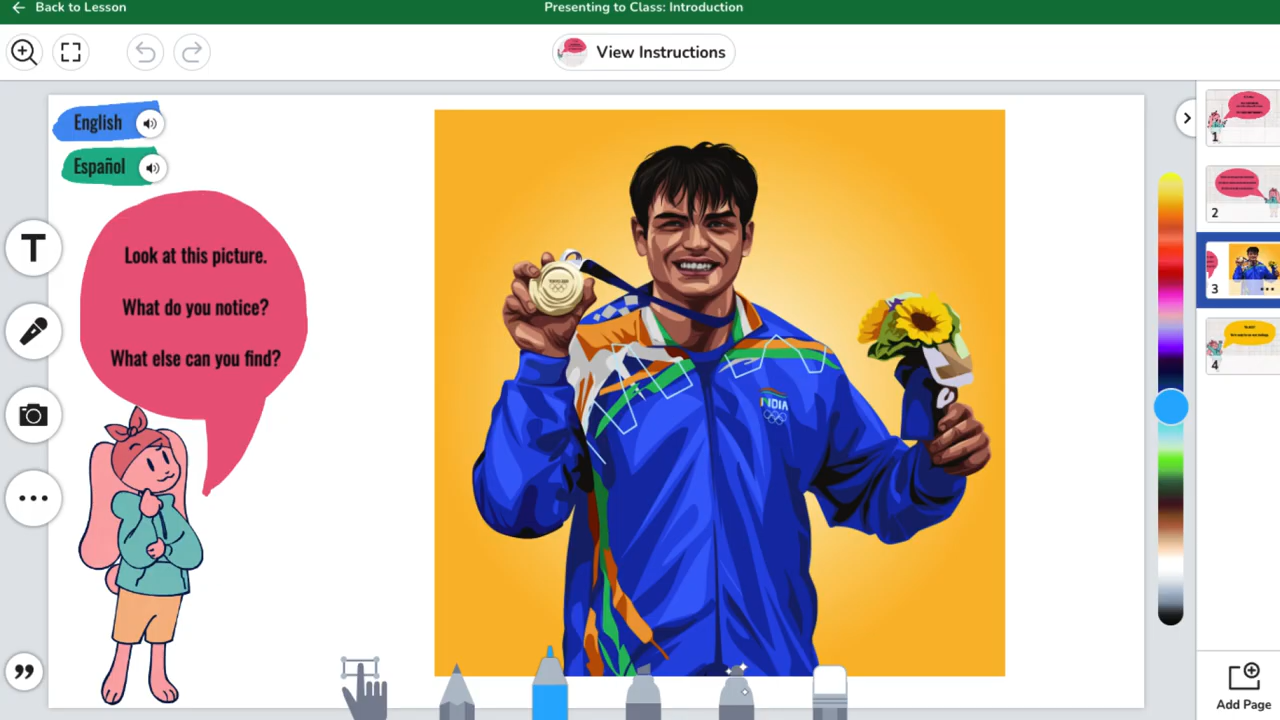 Back to Lesson
Presenting to Class: Introduction
View Instructions
English
Español
Look at this picture.
What do you notice?
What else can you find?
T
INDIA
1
2
3
4
Add Page